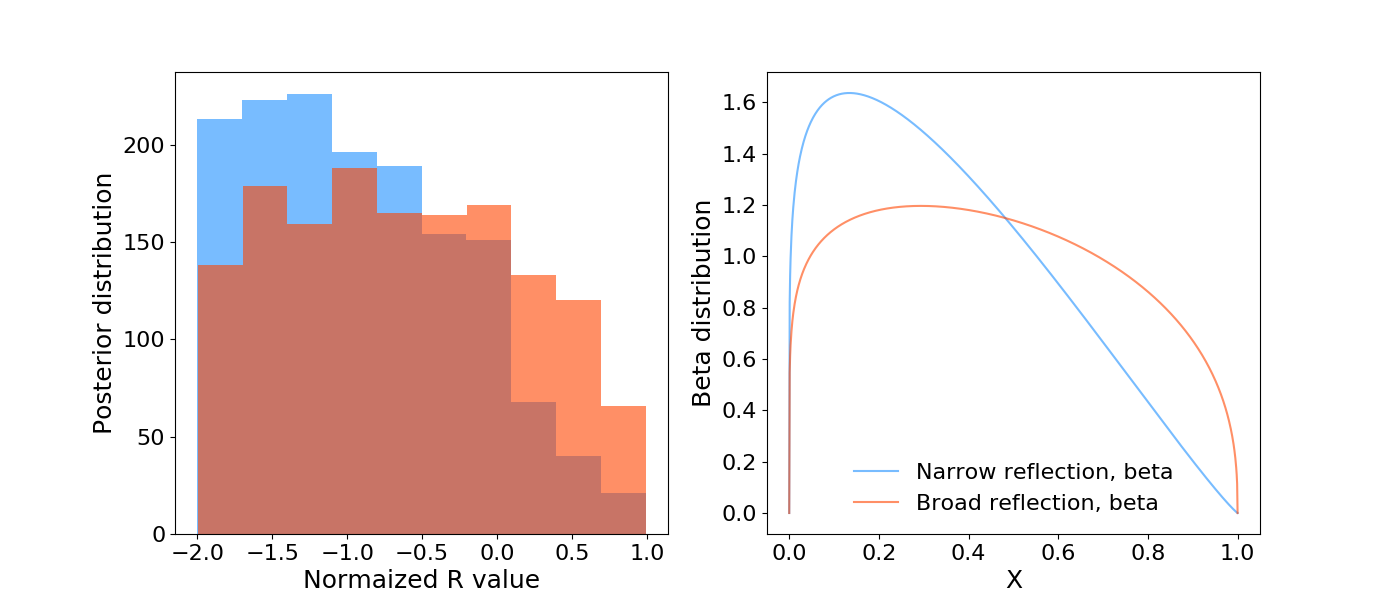 Posterior distribution
200
150
100
50
0
−2.0 −1.5 −1.0 −0.5 0.0 0.5 1.0
Normaized R value
Beta distribution
1.6
1.4
1.2
1.0
0.8
0.6
0.4
0.2
0.0
Narrow reflection, beta
Broad reflection, beta
0.0 0.2 0.4 0.6 0.8 1.0
X